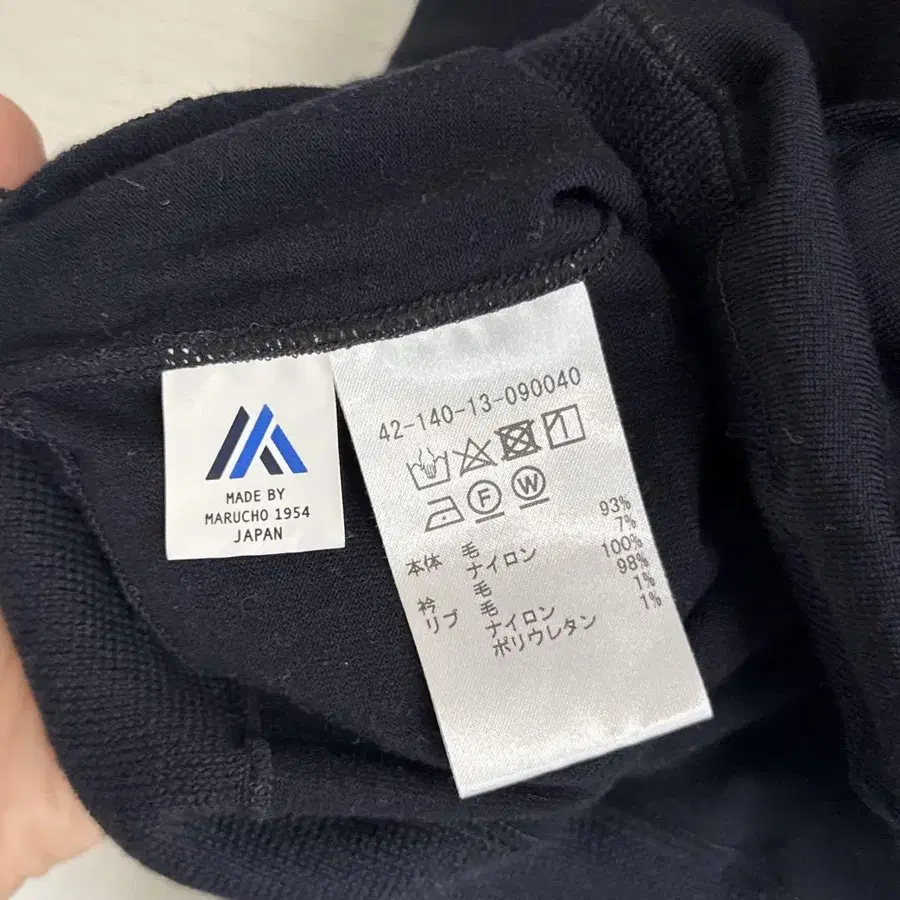 MADE BY
MARUCHO 1954
JAPAN
42-140-13-090040
F W
本体 毛 93%
ナイロン 7%
衿 毛 100%
リブ 毛 98%
ナイロン 1%
ポリウレタン 1%